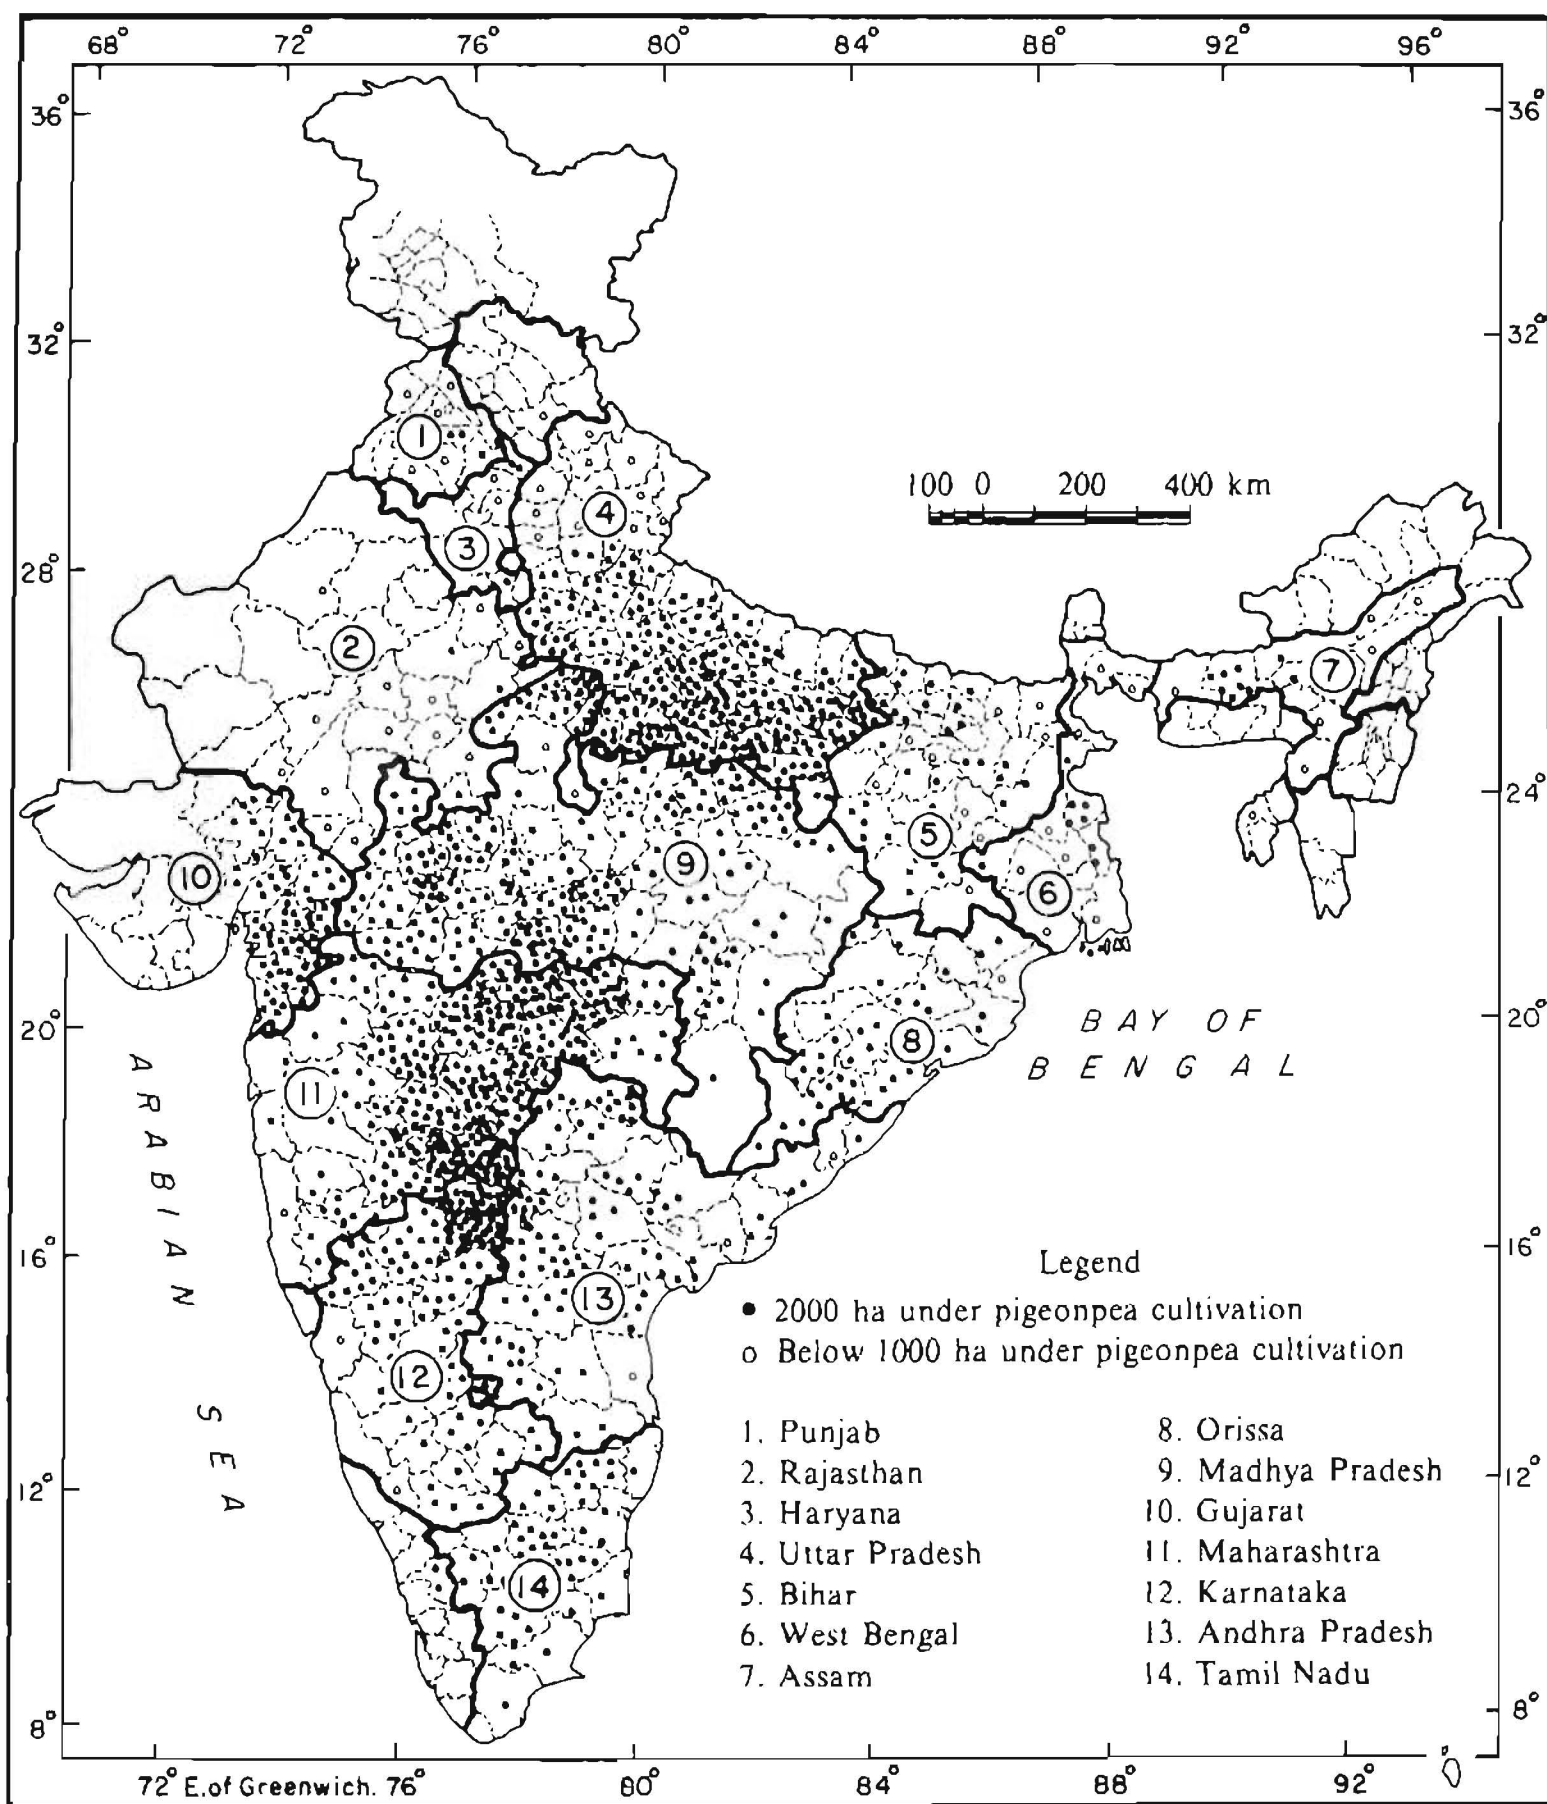 68° 72° 76° 80° 84° 88° 92° 96°
36° 36°
32° 32°
100 0 200 400 km
28°
24°
20° 20°
16° 16°
12° 12°
8° 8°
1
2
3
4
5
6
7
8
9
10
11
12
13
14
ARABIAN SEA
BAY OF
BENGAL
Legend
● 2000 ha under pigeonpea cultivation
○ Below 1000 ha under pigeonpea cultivation
1. Punjab
2. Rajasthan
3. Haryana
4. Uttar Pradesh
5. Bihar
6. West Bengal
7. Assam
8. Orissa
9. Madhya Pradesh
10. Gujarat
11. Maharashtra
12. Karnataka
13. Andhra Pradesh
14. Tamil Nadu
72° E. of Greenwich. 76° 80° 84° 88° 92°